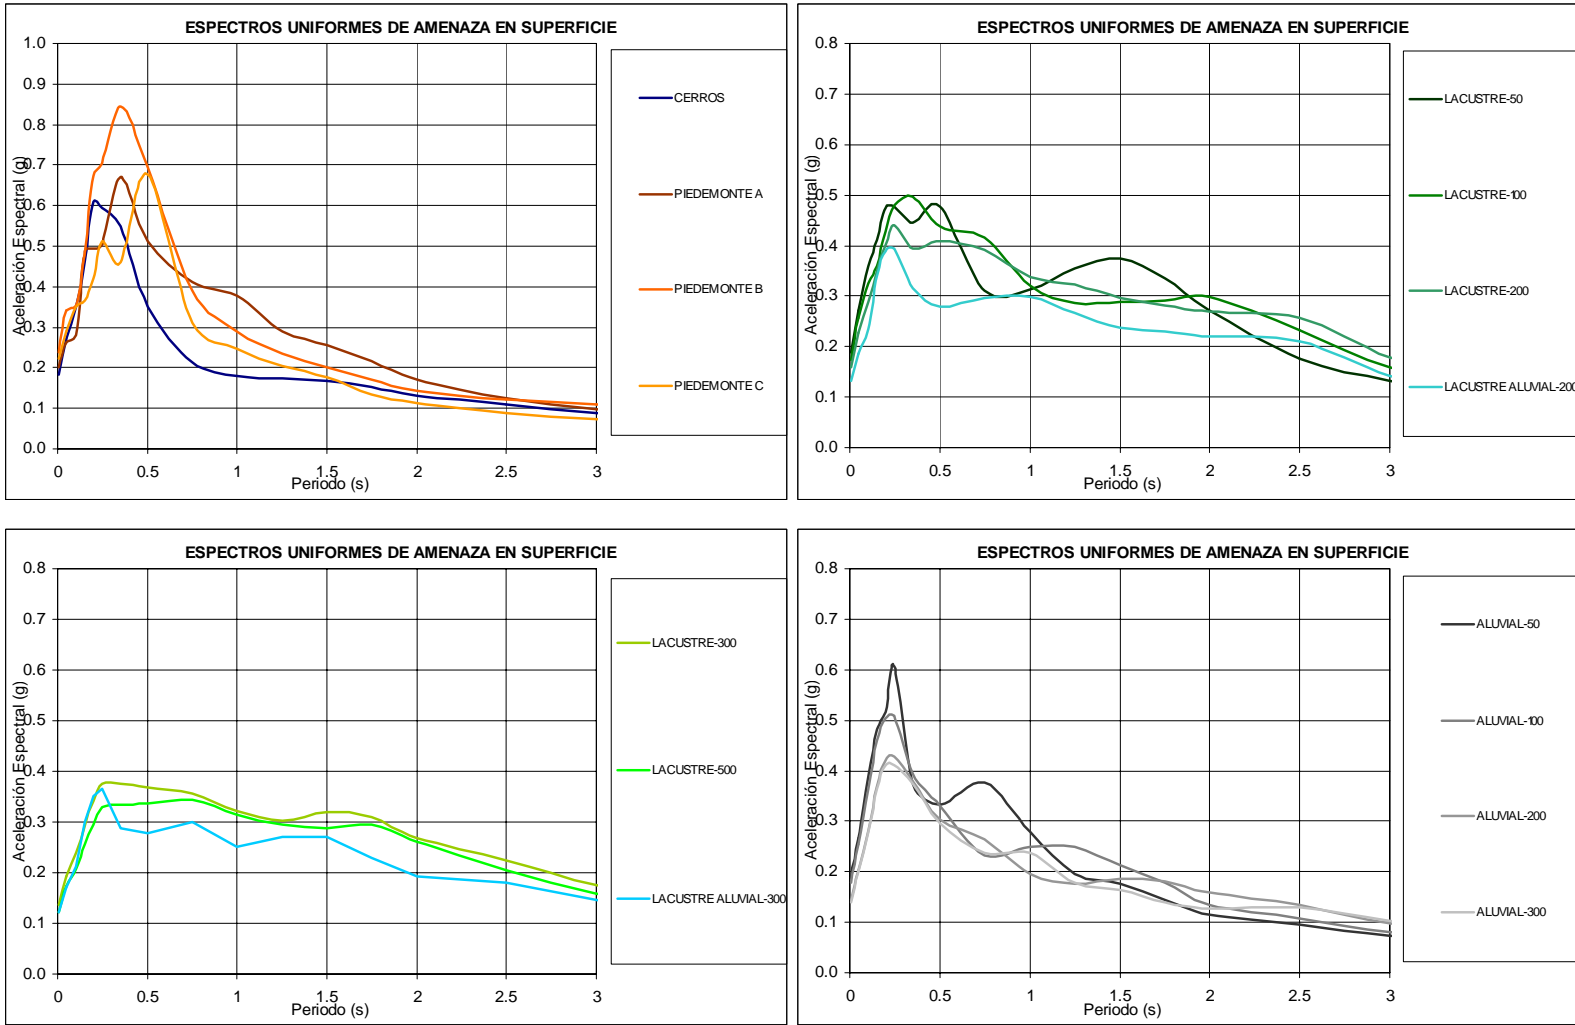 ESPECTROS UNIFORMES DE AMENAZA EN SUPERFICIE
Aceleración Espectral (g)
1.0
0.9
0.8
0.7
0.6
0.5
0.4
0.3
0.2
0.1
0.0
0 0.5 1 1.5 2 2.5 3
Periodo (s)
CERROS
PIEDEMONTE A
PIEDEMONTE B
PIEDEMONTE C
ESPECTROS UNIFORMES DE AMENAZA EN SUPERFICIE
Aceleración Espectral (g)
0.8
0.7
0.6
0.5
0.4
0.3
0.2
0.1
0.0
0 0.5 1 1.5 2 2.5 3
Periodo (s)
LACUSTRE-50
LACUSTRE-100
LACUSTRE-200
LACUSTRE ALUVIAL-200
ESPECTROS UNIFORMES DE AMENAZA EN SUPERFICIE
Aceleración Espectral (g)
0.8
0.7
0.6
0.5
0.4
0.3
0.2
0.1
0.0
0 0.5 1 1.5 2 2.5 3
Periodo (s)
LACUSTRE-300
LACUSTRE-500
LACUSTRE ALUVIAL-300
ESPECTROS UNIFORMES DE AMENAZA EN SUPERFICIE
Aceleración Espectral (g)
0.8
0.7
0.6
0.5
0.4
0.3
0.2
0.1
0.0
0 0.5 1 1.5 2 2.5 3
Periodo (s)
ALUVIAL-50
ALUVIAL-100
ALUVIAL-200
ALUVIAL-300